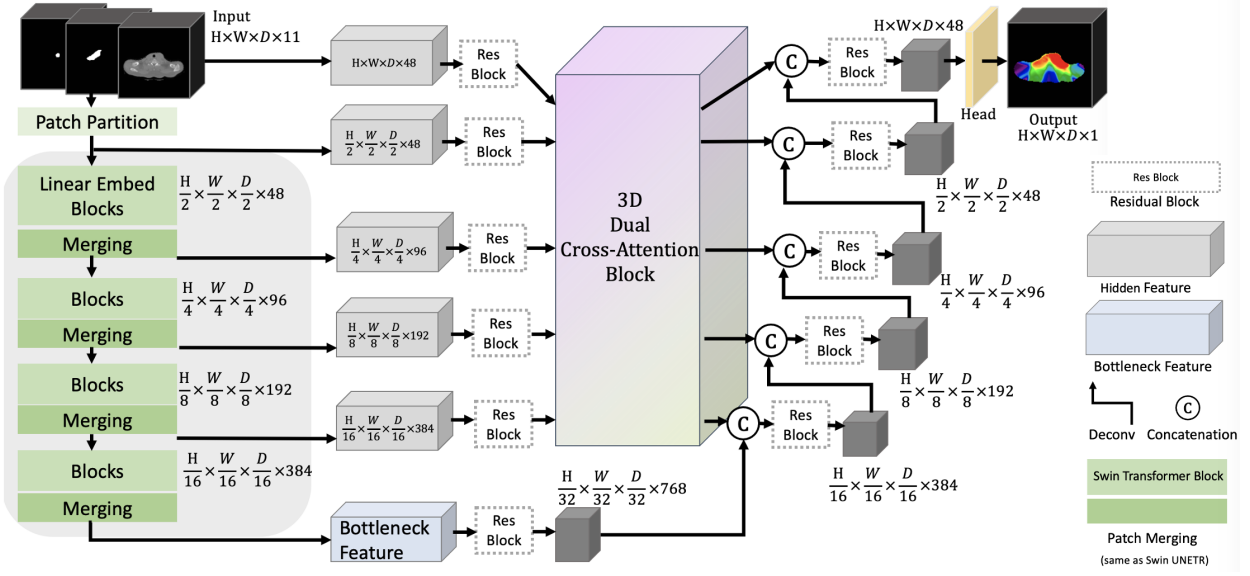 Input
H×W×D×11
Patch Partition
Linear Embed
Blocks
H/2×W/2×D/2×48
Merging
Blocks
H/4×W/4×D/4×96
Merging
Blocks
H/8×W/8×D/8×192
Merging
Blocks
H/16×W/16×D/16×384
Merging
H×W×D×48
Res
Block
H/2×W/2×D/2×48
Res
Block
H/4×W/4×D/4×96
Res
Block
H/8×W/8×D/8×192
Res
Block
H/16×W/16×D/16×384
Res
Block
Bottleneck
Feature
Res
Block
H/32×W/32×D/32×768
3D
Dual
Cross-Attention
Block
C
Res
Block
H×W×D×48
Head
Output
H×W×D×1
C
Res
Block
H/2×W/2×D/2×48
C
Res
Block
H/4×W/4×D/4×96
C
Res
Block
H/8×W/8×D/8×192
C
Res
Block
H/16×W/16×D/16×384
Res Block
Residual Block
Hidden Feature
Bottleneck Feature
C
Deconv Concatenation
Swin Transformer Block
Patch Merging
(same as Swin UNETR)